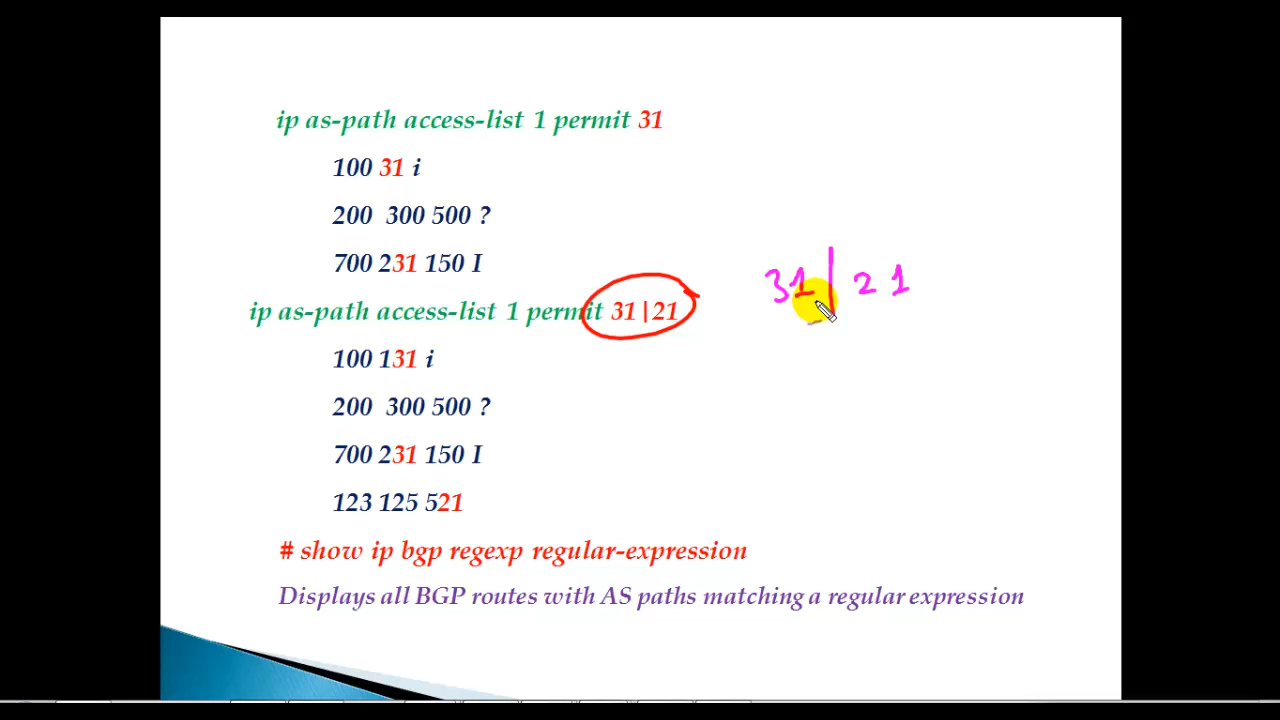 ip as-path access-list 1 permit 31
100 31 i
200 300 500 ?
700 231 150 I
ip as-path access-list 1 permit 31|21
31|21
100 131 i
200 300 500 ?
700 231 150 I
123 125 521
# show ip bgp regexp regular-expression
Displays all BGP routes with AS paths matching a regular expression